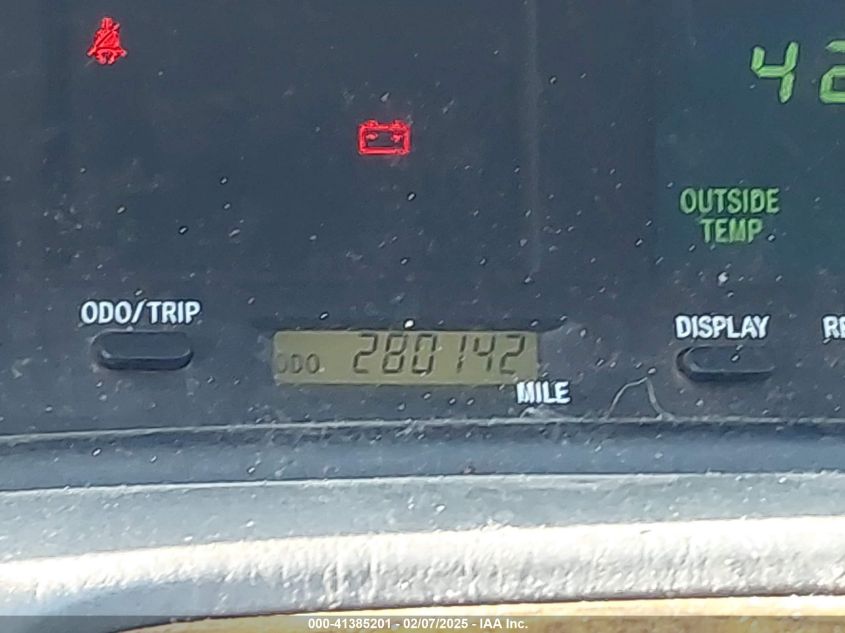 42
OUTSIDE
TEMP
ODO/TRIP
DISPLAY
ODO 280142
MILE
000-41385201 - 02/07/2025 - IAA Inc.